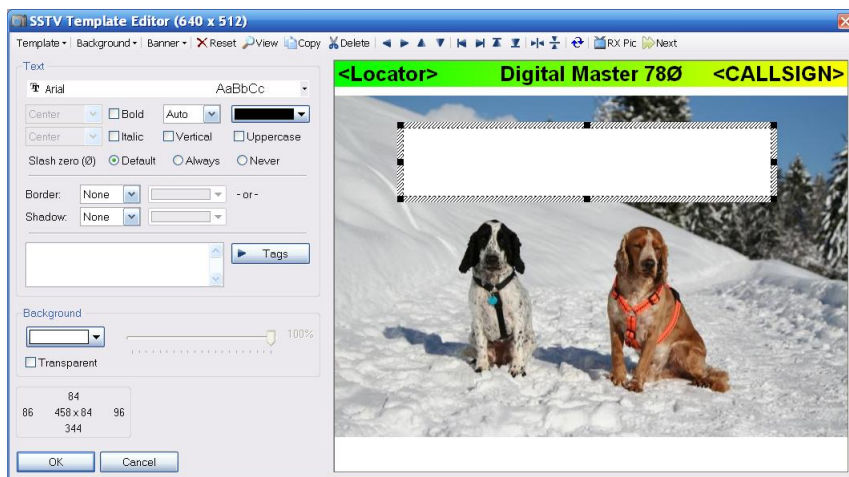 SSTV Template Editor (640 x 512)
Template Background Banner Reset View Copy Delete RX Pic Next
Text
Arial AaBbCc
Center Bold Auto
Center Italic Vertical Uppercase
Slash zero (Ø) Default Always Never
Border: None - or -
Shadow: None
Tags
Background
100%
Transparent
84
86 458 x 84 96
344
OK Cancel
<Locator> Digital Master 78Ø <CALLSIGN>